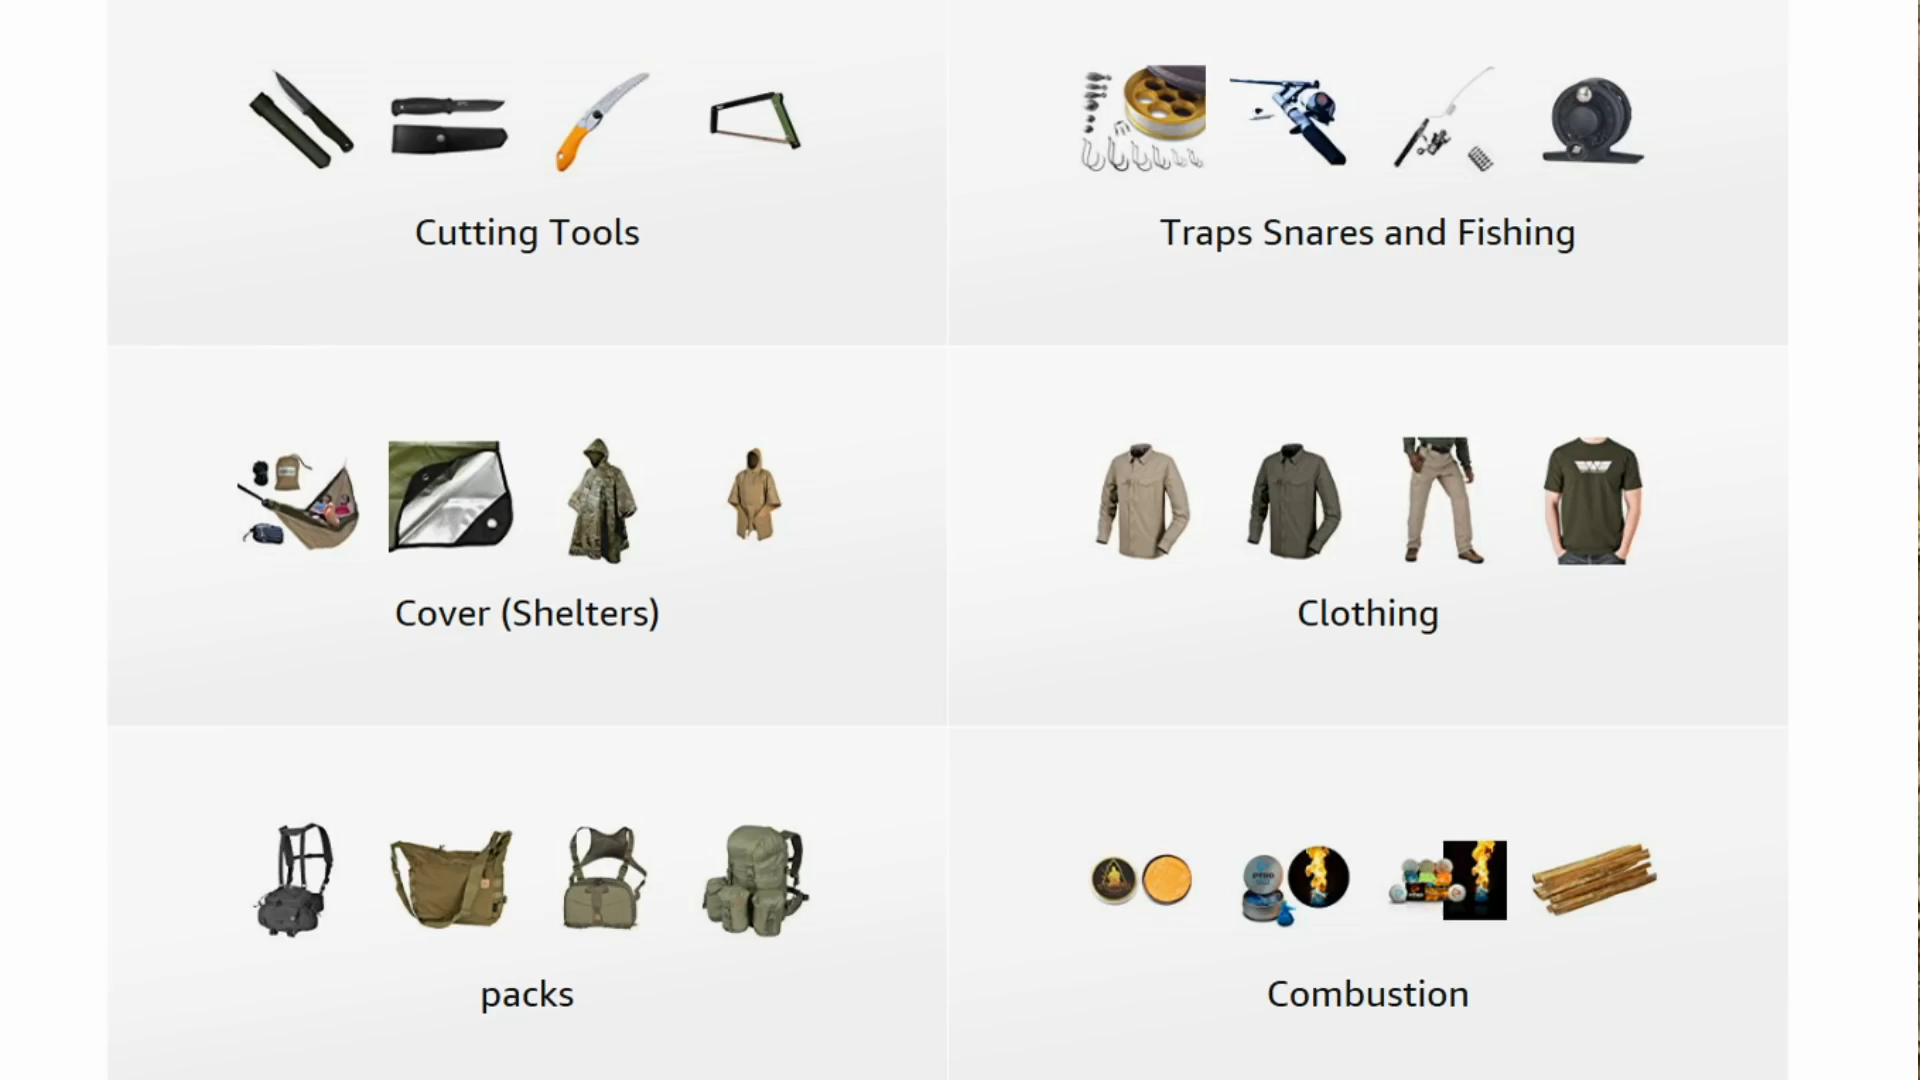 Cutting Tools
Traps Snares and Fishing
Cover (Shelters)
Clothing
packs
Combustion